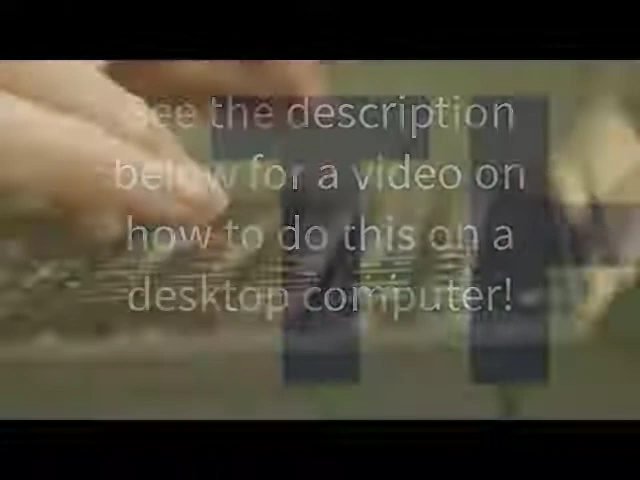 See the description
below for a video on
how to do this on a
desktop computer!